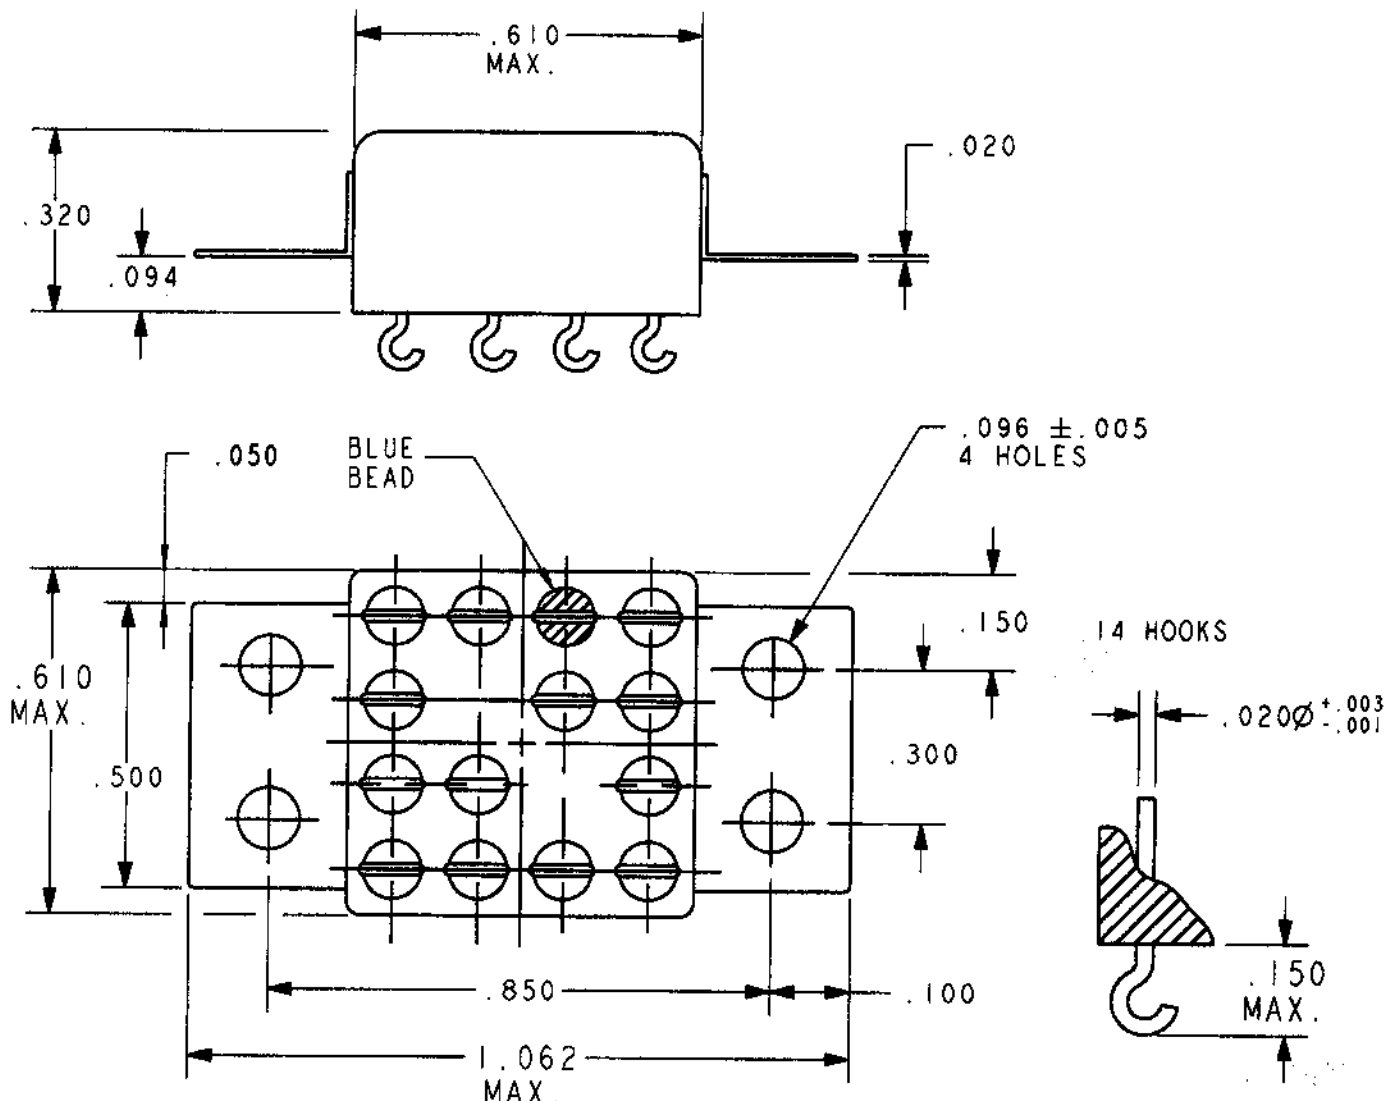 .610
MAX.
.020
.320
.094
.050
BLUE
BEAD
.096 ±.005
4 HOLES
.150
14 HOOKS
.610
MAX.
.020Ø +.003
-.001
.300
.500
.850
.100
.150
MAX.
1.062
MAX